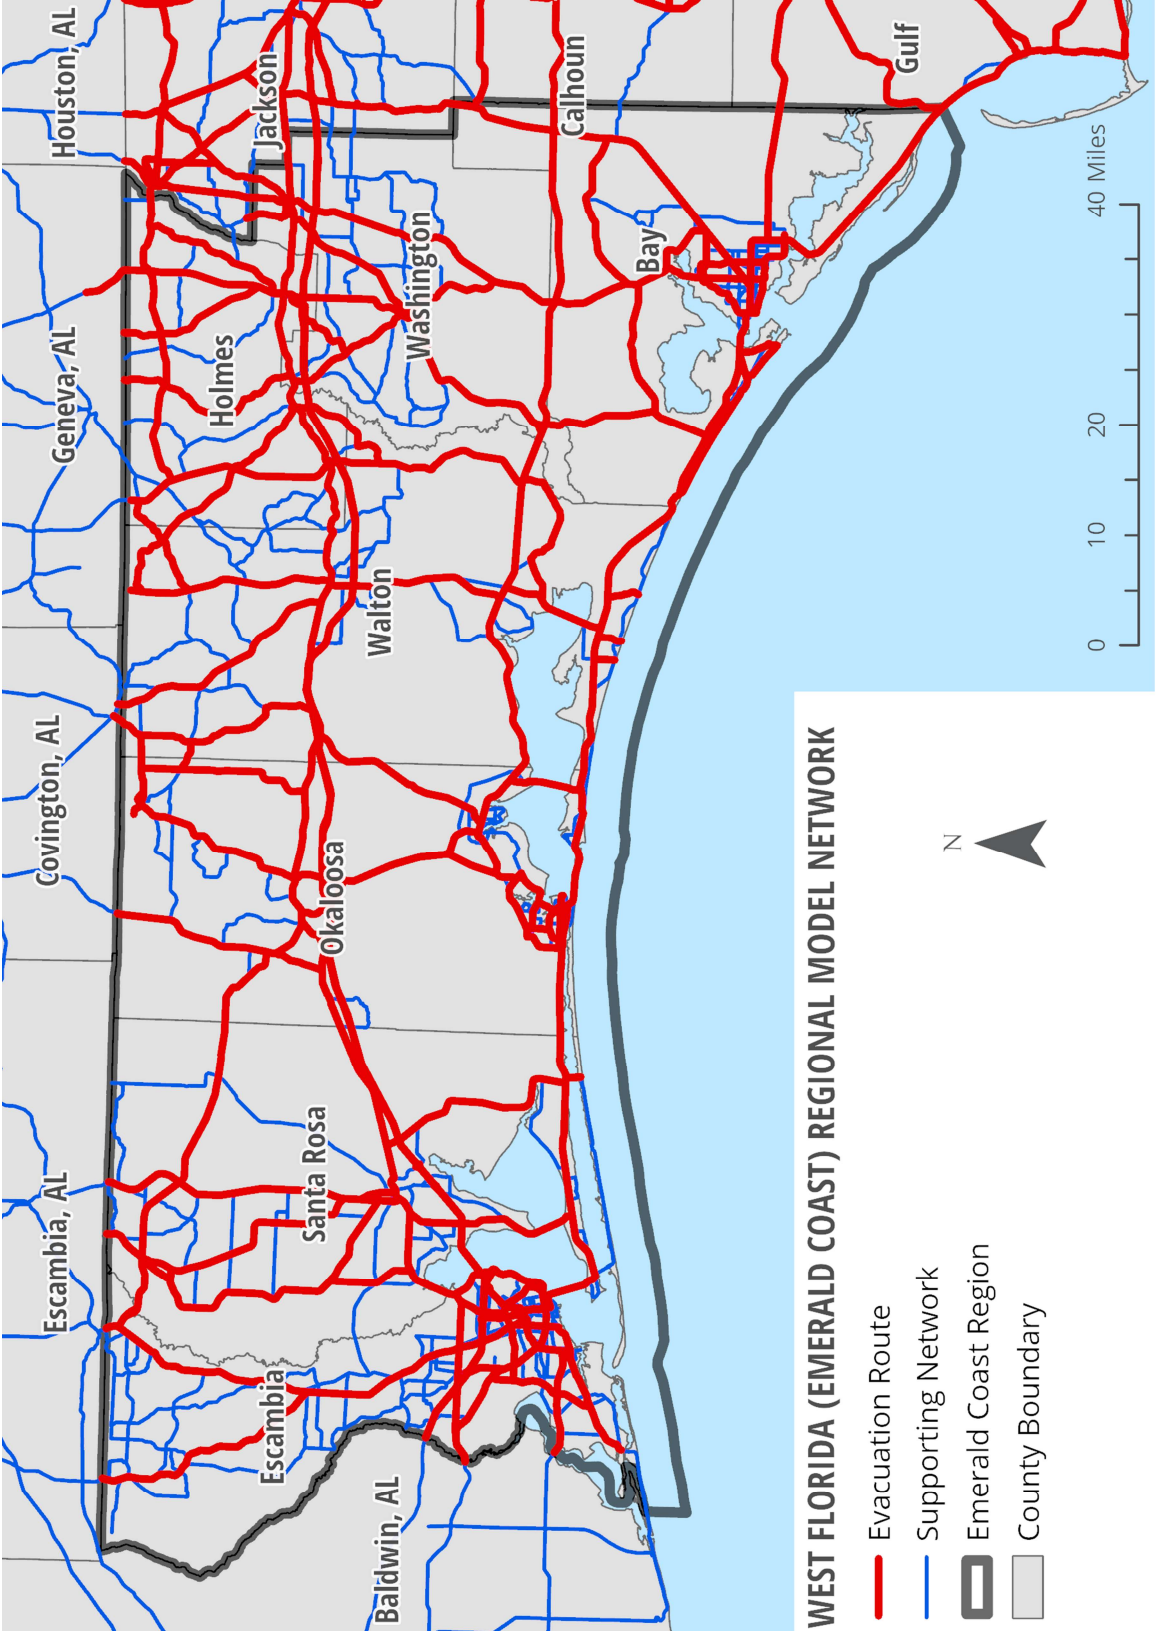 Houston, AL
Geneva, AL
Covington, AL
Escambia, AL
Jackson
Holmes
Calhoun
Washington
Walton
Okaloosa
Santa Rosa
Escambia
Baldwin, AL
Bay
Gulf
WEST FLORIDA (EMERALD COAST) REGIONAL MODEL NETWORK
Evacuation Route
Supporting Network
Emerald Coast Region
County Boundary
N
0 10 20 40 Miles